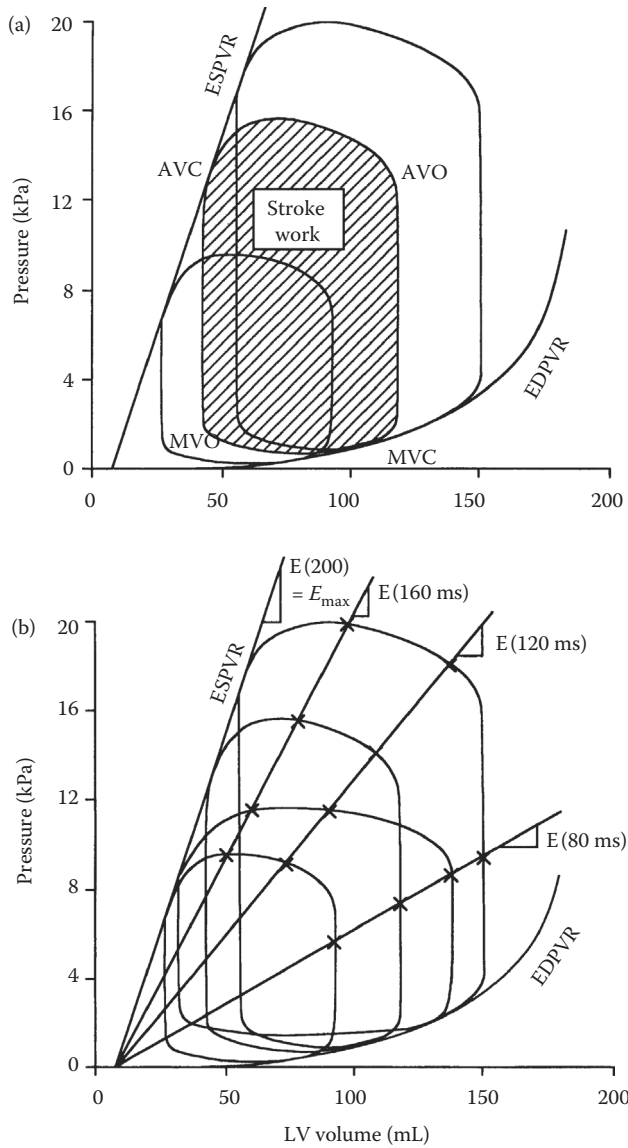 (a)
20
16
12
8
4
0
Pressure (kPa)
ESPVR
AVC
AVO
Stroke
work
MVO
MVC
EDPVR
0
50
100
150
200
(b)
20
16
12
8
4
0
Pressure (kPa)
ESPVR
E (200)
= Emax
E (160 ms)
E (120 ms)
E (80 ms)
EDPVR
0
50
100
150
200
LV volume (mL)